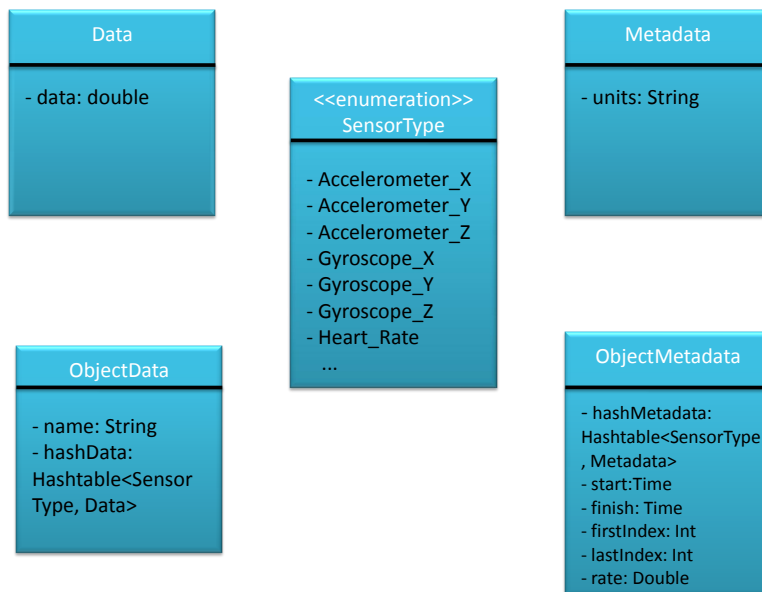 Data
- data: double
<<enumeration>>
SensorType
- Accelerometer_X
- Accelerometer_Y
- Accelerometer_Z
- Gyroscope_X
- Gyroscope_Y
- Gyroscope_Z
- Heart_Rate
...
Metadata
- units: String
ObjectData
- name: String
- hashData:
Hashtable<Sensor
Type, Data>
ObjectMetadata
- hashMetadata:
Hashtable<SensorType
, Metadata>
- start:Time
- finish: Time
- firstIndex: Int
- lastIndex: Int
- rate: Double